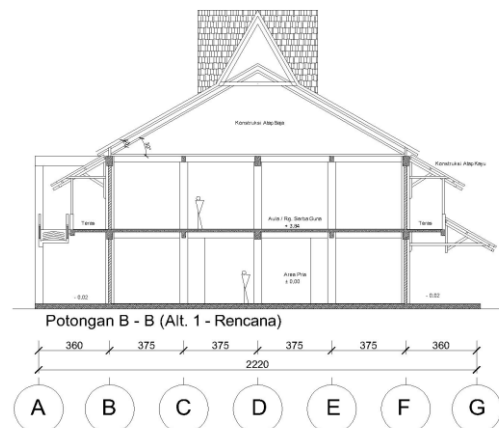 Konstruksi Atap Baja
30°
Konstruksi Atap Kayu
Teras
Aula / Rg. Serba Guna
+ 3,84
Teras
Area Pria
± 0,00
- 0.02
- 0.02
Potongan B - B (Alt. 1 - Rencana)
360 375 375 375 375 360
2220
A B C D E F G